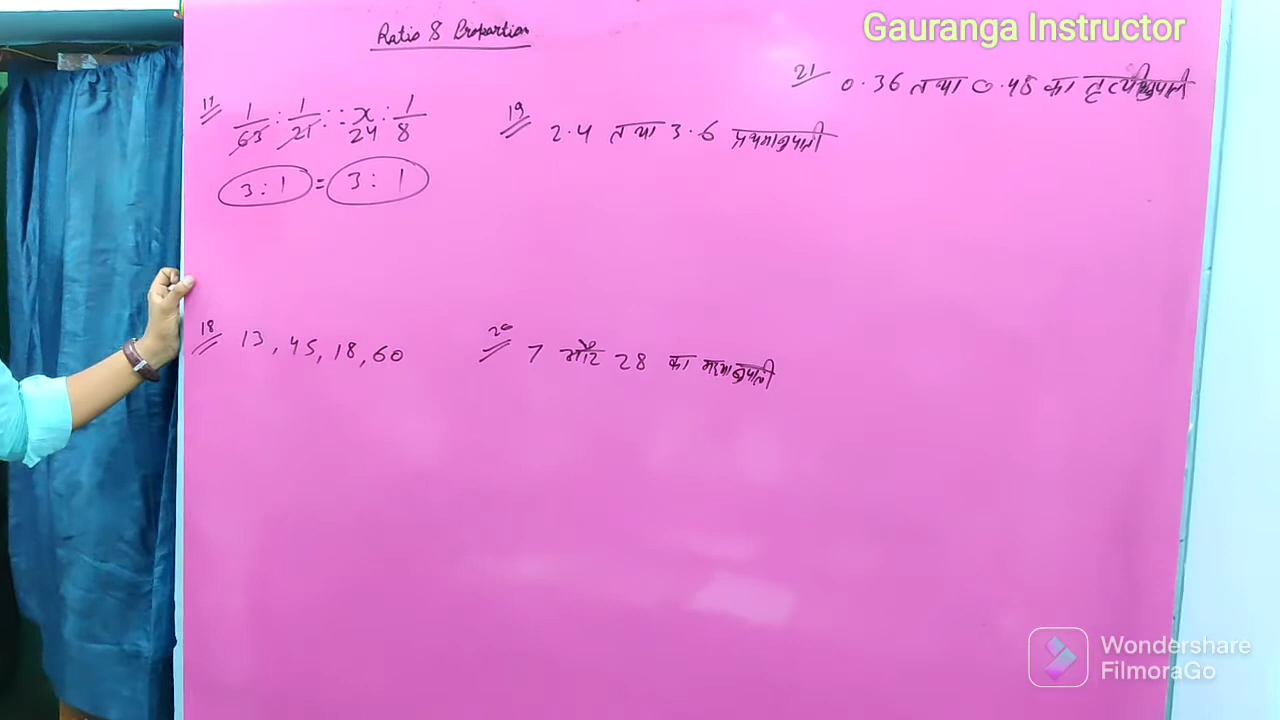 Ratio & Proportion
Gauranga Instructor
17 1/63 : 1/21 :: x/24 : 1/8
3 : 1 = 3 : 1
18 13, 45, 18, 60
19 2.4 तथा 3.6 प्रथमानुपाती
20 7 और 28 का मध्यानुपाती
21 0.36 तथा 0.48 का
Wondershare
FilmoraGo